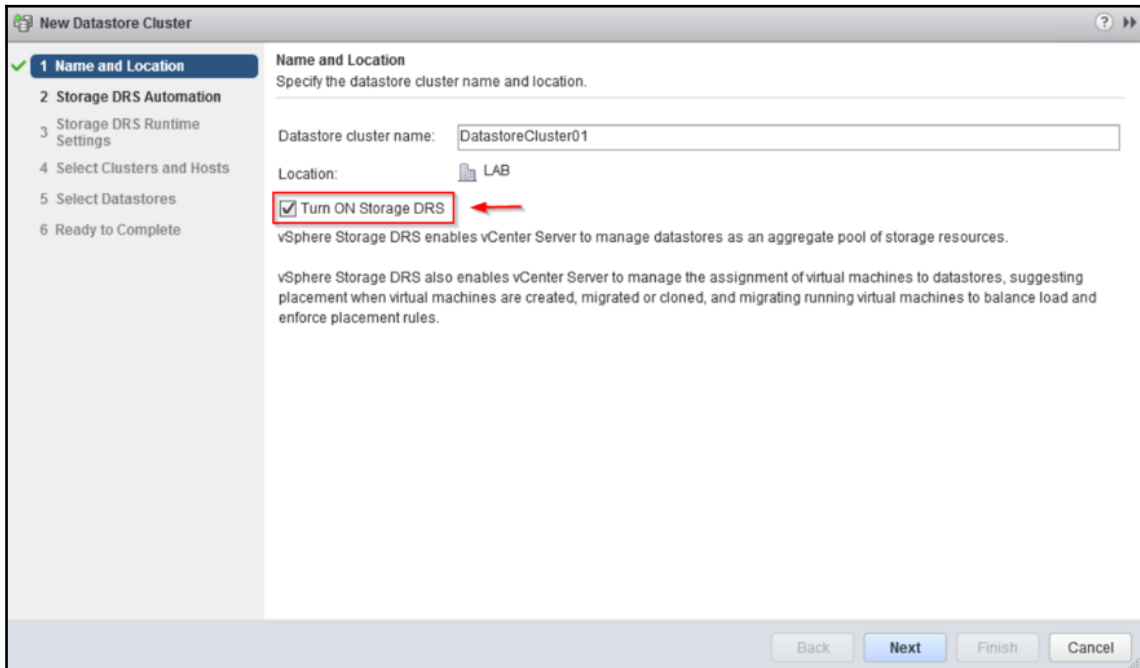 New Datastore Cluster
?
1 Name and Location
2 Storage DRS Automation
3 Storage DRS Runtime
Settings
4 Select Clusters and Hosts
5 Select Datastores
6 Ready to Complete
Name and Location
Specify the datastore cluster name and location.
Datastore cluster name: DatastoreCluster01
Location: LAB
Turn ON Storage DRS
vSphere Storage DRS enables vCenter Server to manage datastores as an aggregate pool of storage resources.
vSphere Storage DRS also enables vCenter Server to manage the assignment of virtual machines to datastores, suggesting
placement when virtual machines are created, migrated or cloned, and migrating running virtual machines to balance load and
enforce placement rules.
Back Next Finish Cancel